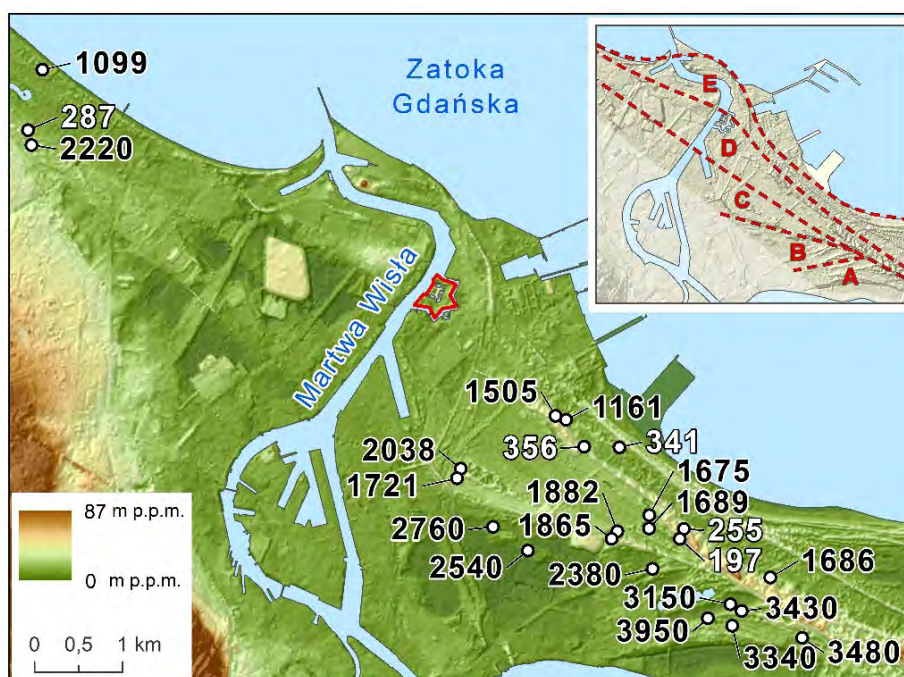 1099
287
2220
Zatoka
Gdańska
E
D
C
B
A
Martwa Wisła
1505
1161
356
341
2038
1721
1675
1882
1689
2760
1865
255
197
2540
2380
1686
3150
3430
3950
3340
3480
87 m p.p.m.
0 m p.p.m.
0 0,5 1 km